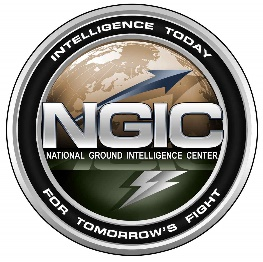 INTELLIGENCE TODAY
NGIC
NATIONAL GROUND INTELLIGENCE CENTER
FOR TOMORROW'S FIGHT